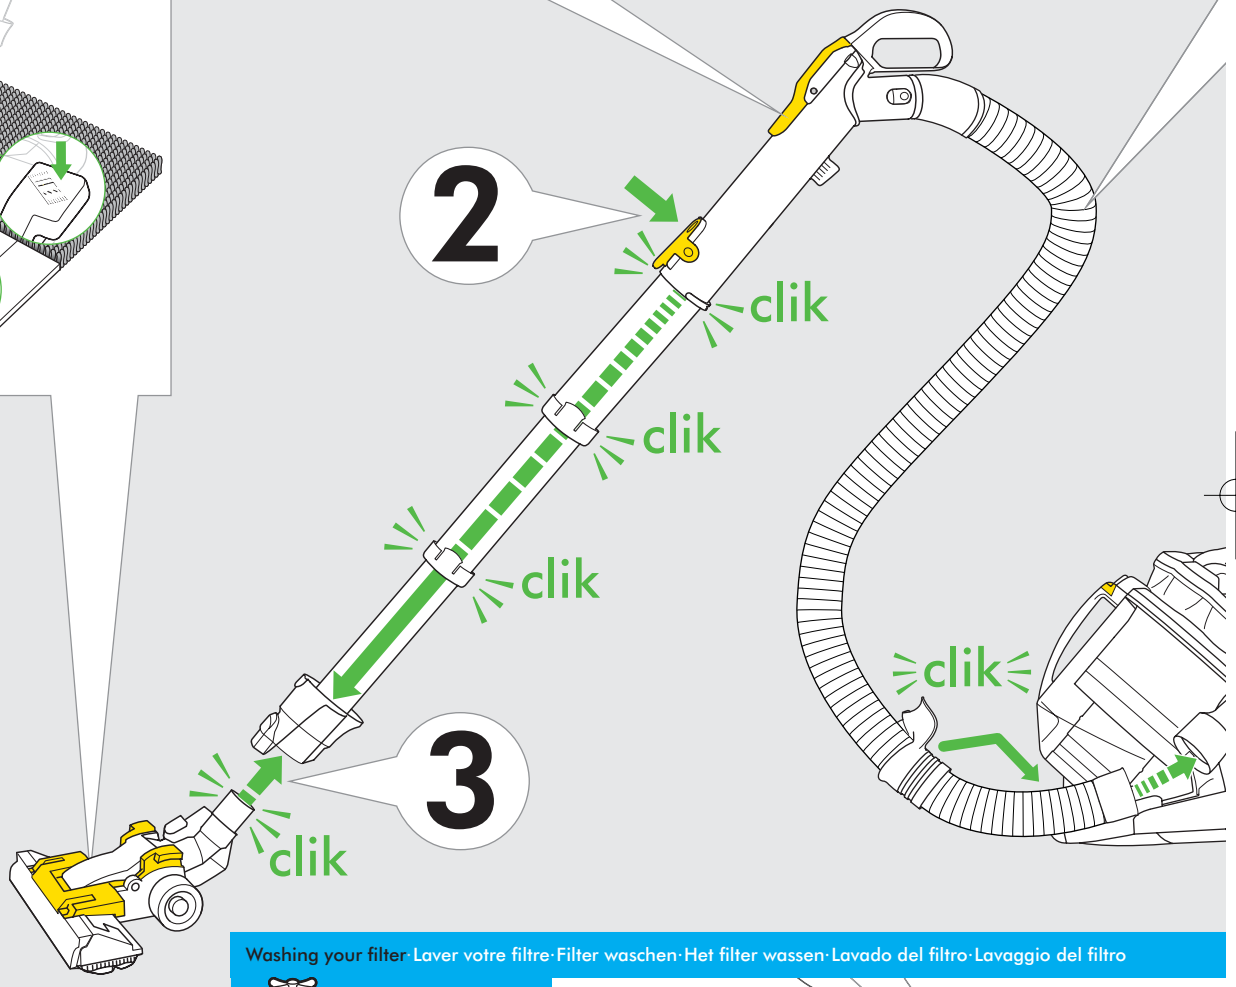 2
clik
clik
clik
clik
3
clik
Washing your filter·Laver votre filtre·Filter waschen·Het filter wassen·Lavado del filtro·Lavaggio del filtro